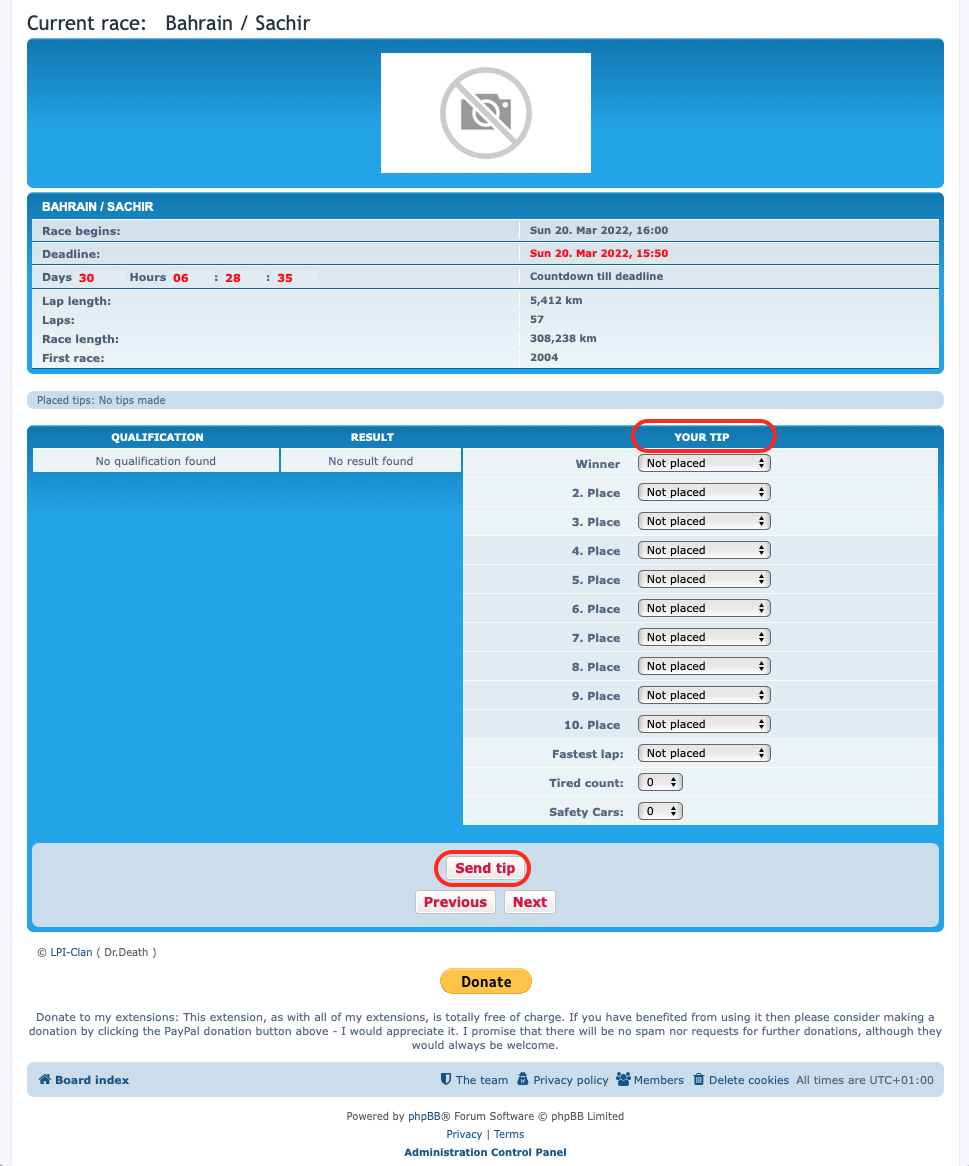 Current race: Bahrain / Sachir
BAHRAIN / SACHIR
Race begins: Sun 20. Mar 2022, 16:00
Deadline: Sun 20. Mar 2022, 15:50
Days 30 Hours 06 : 28 : 35 Countdown till deadline
Lap length: 5,412 km
Laps: 57
Race length: 308,238 km
First race: 2004
Placed tips: No tips made
QUALIFICATION RESULT YOUR TIP
No qualification found No result found
Winner Not placed
2. Place Not placed
3. Place Not placed
4. Place Not placed
5. Place Not placed
6. Place Not placed
7. Place Not placed
8. Place Not placed
9. Place Not placed
10. Place Not placed
Fastest lap: Not placed
Tired count: 0
Safety Cars: 0
Send tip
Previous Next
© LPI-Clan ( Dr.Death )
Donate
Donate to my extensions: This extension, as with all of my extensions, is totally free of charge. If you have benefited from using it then please consider making a
donation by clicking the PayPal donation button above - I would appreciate it. I promise that there will be no spam nor requests for further donations, although they
would always be welcome.
Board index The team Privacy policy Members Delete cookies All times are UTC+01:00
Powered by phpBB® Forum Software © phpBB Limited
Privacy | Terms
Administration Control Panel